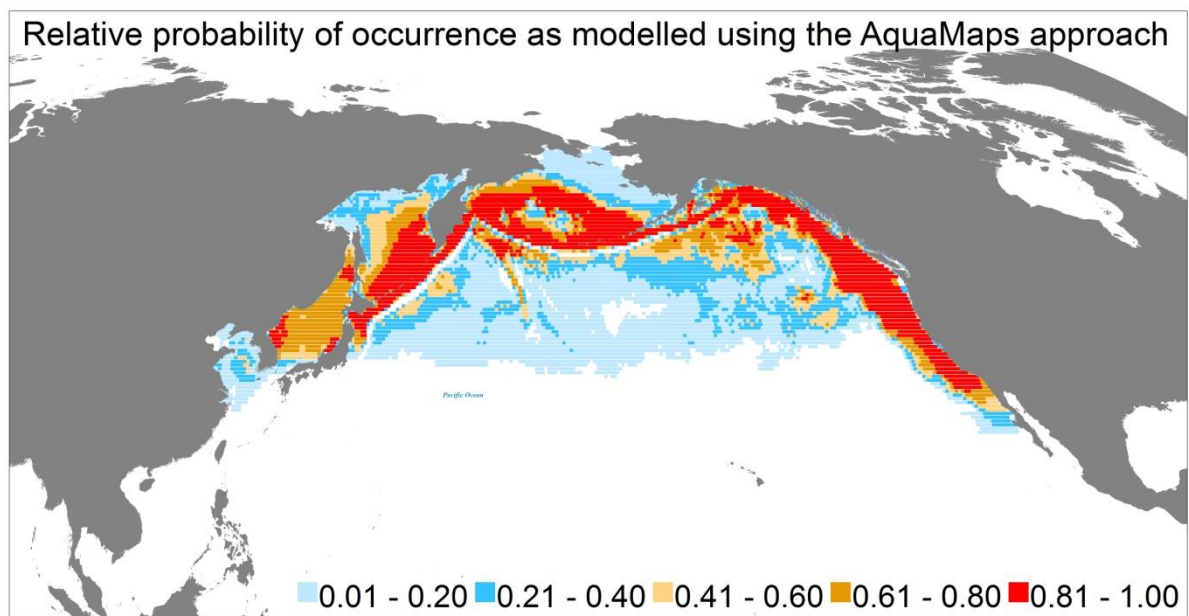 Relative probability of occurrence as modelled using the AquaMaps approach
Pacific Ocean
0.01 - 0.20 0.21 - 0.40 0.41 - 0.60 0.61 - 0.80 0.81 - 1.00